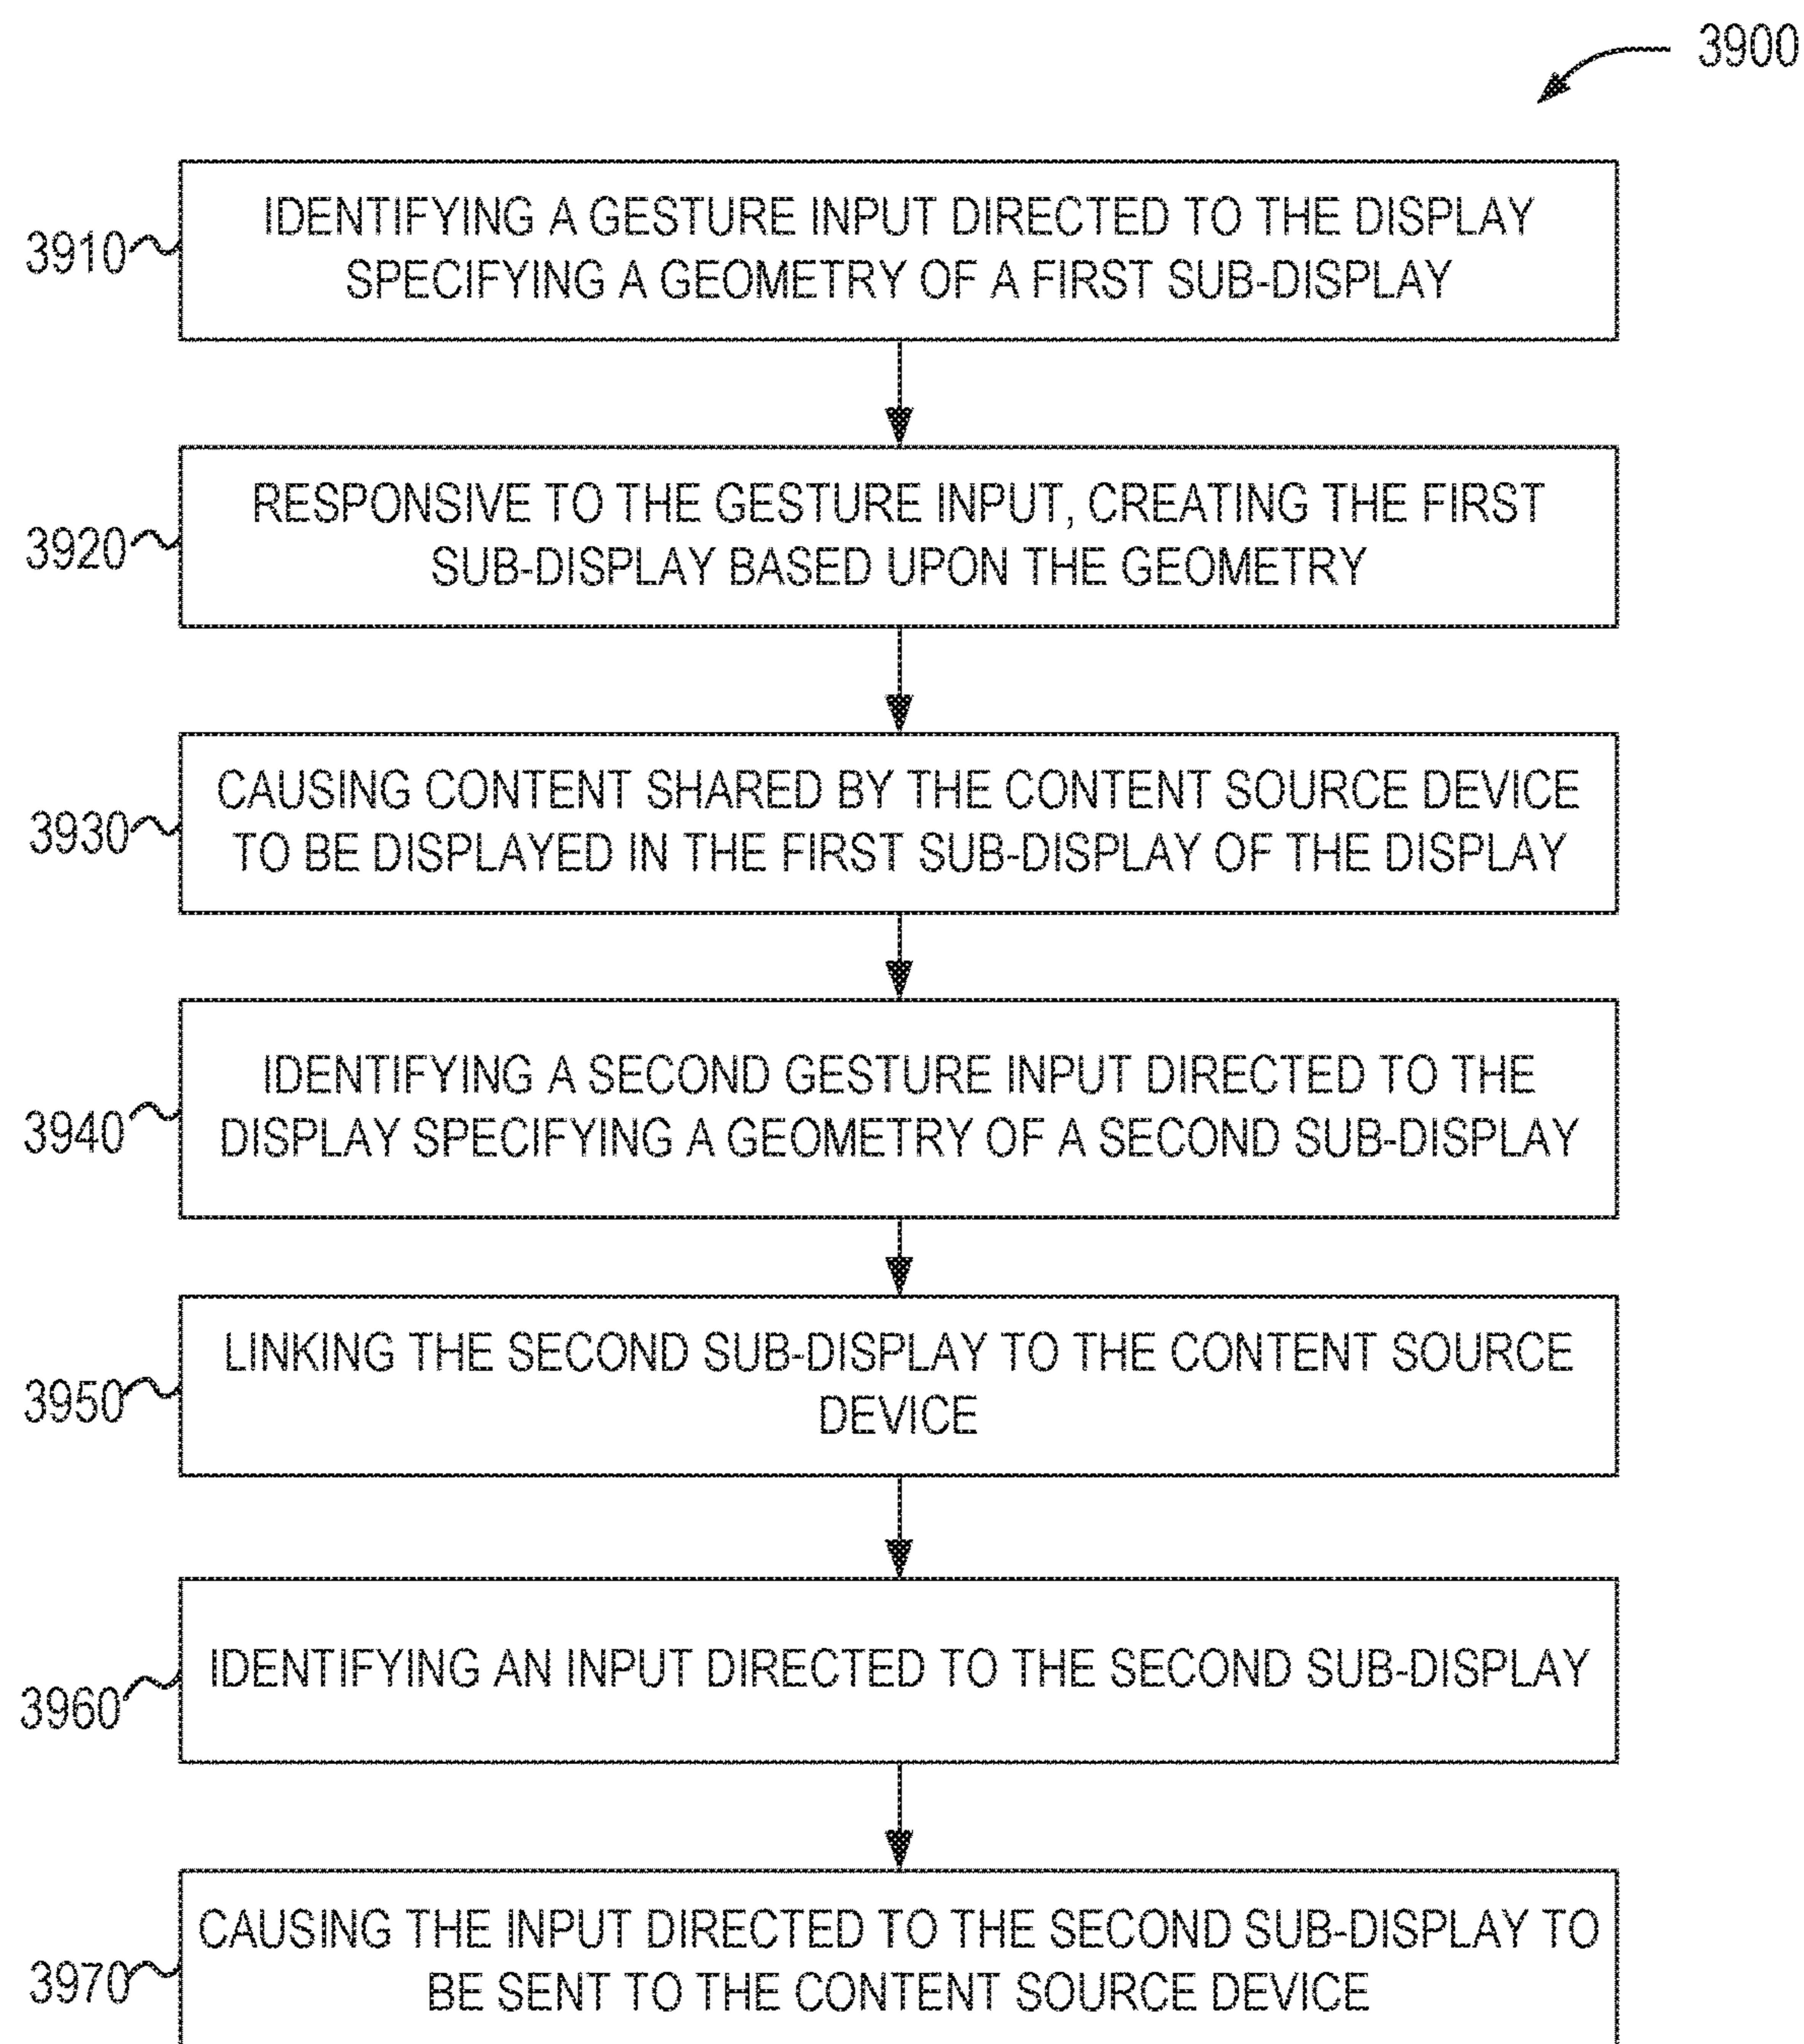 3900
3910
IDENTIFYING A GESTURE INPUT DIRECTED TO THE DISPLAY
SPECIFYING A GEOMETRY OF A FIRST SUB-DISPLAY
3920
RESPONSIVE TO THE GESTURE INPUT, CREATING THE FIRST
SUB-DISPLAY BASED UPON THE GEOMETRY
3930
CAUSING CONTENT SHARED BY THE CONTENT SOURCE DEVICE
TO BE DISPLAYED IN THE FIRST SUB-DISPLAY OF THE DISPLAY
3940
IDENTIFYING A SECOND GESTURE INPUT DIRECTED TO THE
DISPLAY SPECIFYING A GEOMETRY OF A SECOND SUB-DISPLAY
3950
LINKING THE SECOND SUB-DISPLAY TO THE CONTENT SOURCE
DEVICE
3960
IDENTIFYING AN INPUT DIRECTED TO THE SECOND SUB-DISPLAY
3970
CAUSING THE INPUT DIRECTED TO THE SECOND SUB-DISPLAY TO
BE SENT TO THE CONTENT SOURCE DEVICE